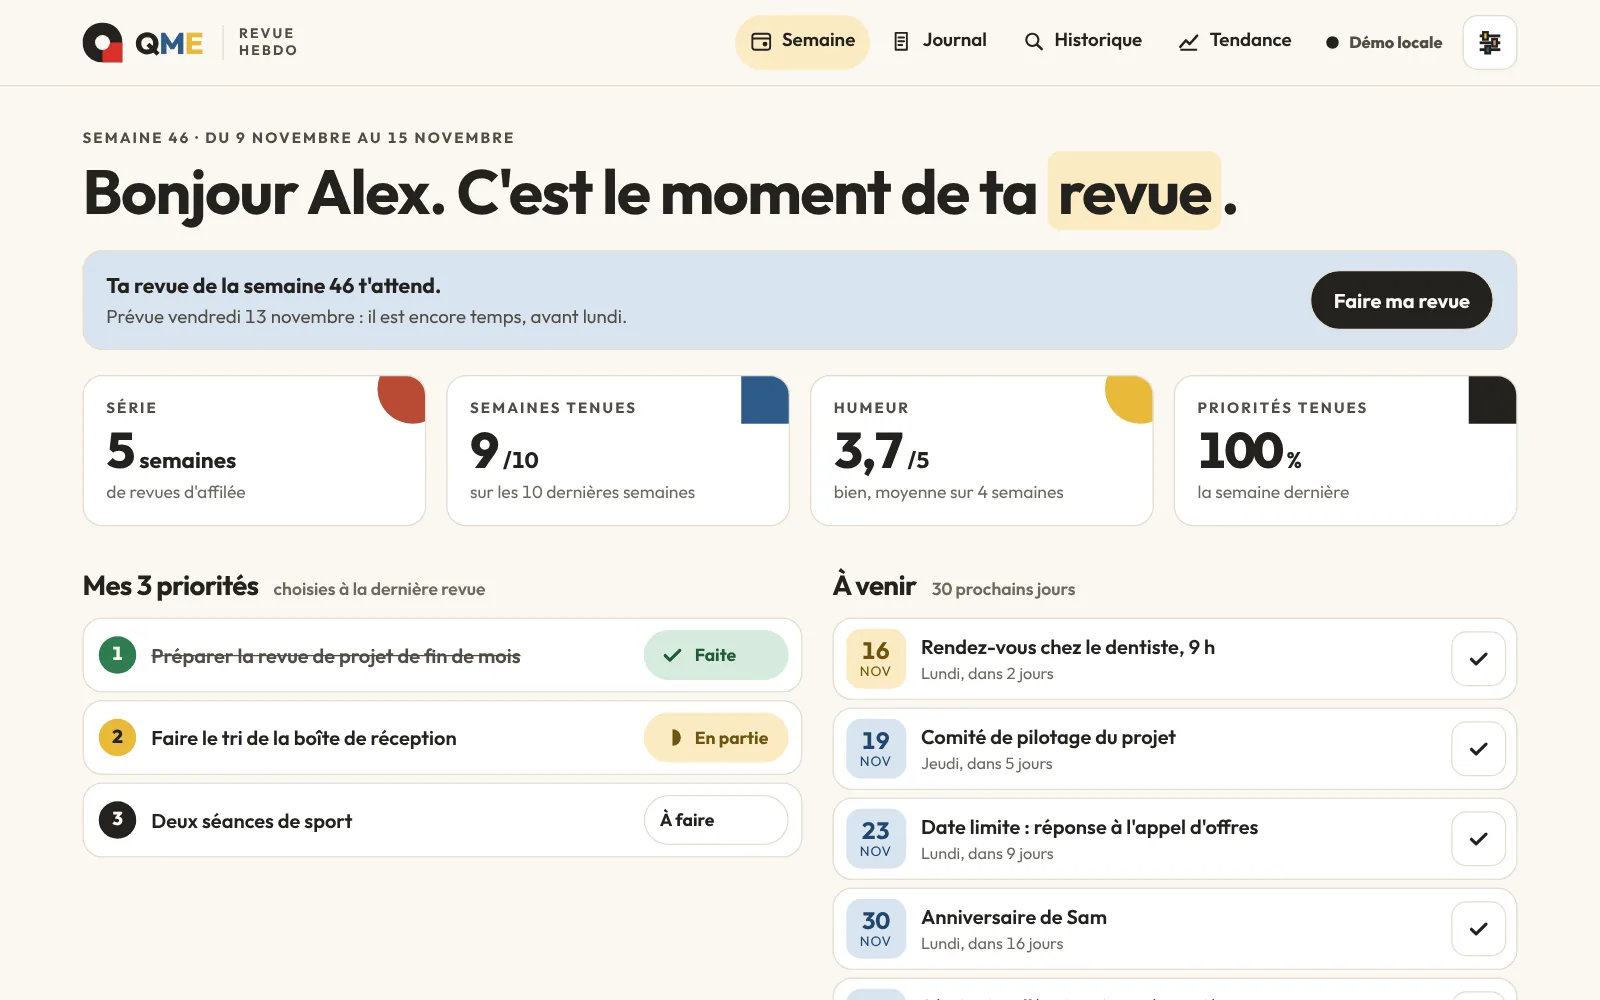 QME
REVUE
HEBDO
Semaine
Journal
Historique
Tendance
Démo locale
SEMAINE 46 · DU 9 NOVEMBRE AU 15 NOVEMBRE
Bonjour Alex. C'est le moment de ta revue.
Ta revue de la semaine 46 t'attend.
Prévue vendredi 13 novembre : il est encore temps, avant lundi.
Faire ma revue
SÉRIE
5 semaines
de revues d'affilée
SEMAINES TENUES
9 /10
sur les 10 dernières semaines
HUMEUR
3,7 /5
bien, moyenne sur 4 semaines
PRIORITÉS TENUES
100 %
la semaine dernière
Mes 3 priorités choisies à la dernière revue
1 Préparer la revue de projet de fin de mois Faite
2 Faire le tri de la boîte de réception En partie
3 Deux séances de sport À faire
À venir 30 prochains jours
16 NOV
Rendez-vous chez le dentiste, 9 h
Lundi, dans 2 jours
19 NOV
Comité de pilotage du projet
Jeudi, dans 5 jours
23 NOV
Date limite : réponse à l'appel d'offres
Lundi, dans 9 jours
30 NOV
Anniversaire de Sam
Lundi, dans 16 jours